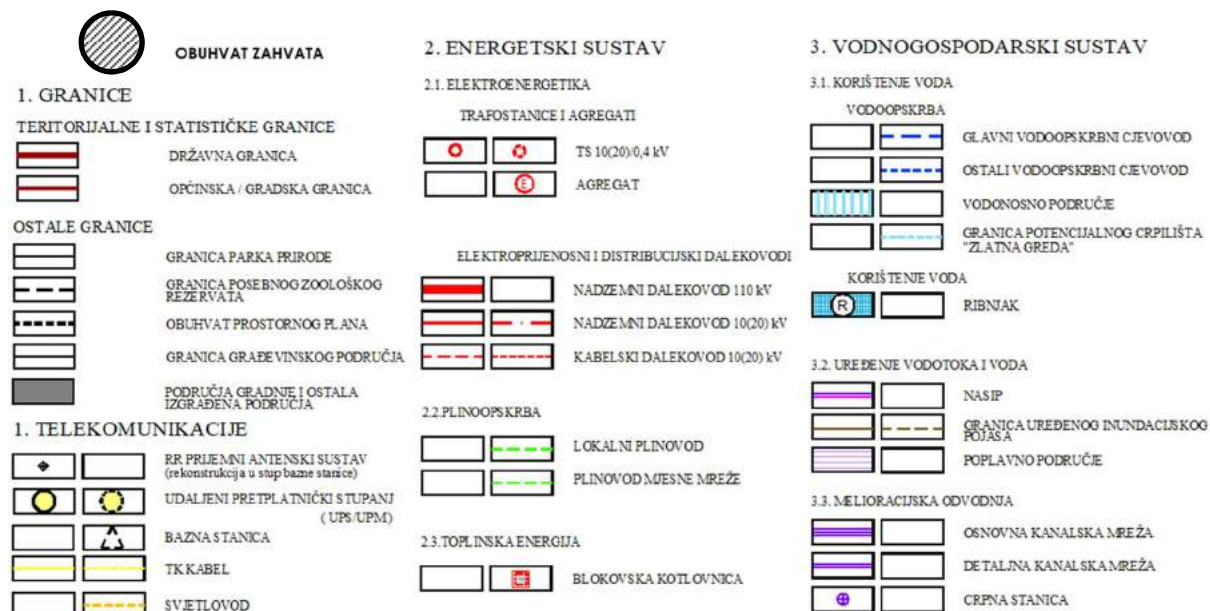 OBUHVAT ZAHVATA
1. GRANICE
TERITORIJALNE I STATISTIČKE GRANICE
DRŽAVNA GRANICA
OPĆINSKA / GRADSKA GRANICA
OSTALE GRANICE
GRANICA PARKA PRIRODE
GRANICA POSEBNOG ZOOLOŠKOG
REZERVATA
OBUHVAT PROSTORNOG PLANA
GRANICA GRAĐEVINSKOG PODRUČJA
PODRUČJA GRADNJE I OSTALA
IZGRAĐENA PODRUČJA
1. TELEKOMUNIKACIJE
RR PRIJEMNI ANTENSKI SUSTAV
(rekonstrukcija u stup bazne stanice)
UDALJENI PRETPLATNIČKI STUPANJ
( UPS/UPM)
BAZNA STANICA
TK KABEL
SVJETLOVOD
2. ENERGETSKI SUSTAV
2.1. ELEKTROENERGETIKA
TRAFOSTANICE I AGREGATI
TS 10(20)/0,4 kV
E
AGREGAT
ELEKTROPRIJENOSNI I DISTRIBUCIJSKI DALEKOVODI
NADZEMNI DALEKOVOD 110 kV
NADZEMNI DALEKOVOD 10(20) kV
KABELSKI DALEKOVOD 10(20) kV
2.2.PLINOOPSKRBA
LOKALNI PLINOVOD
PLINOVOD MJESNE MREŽE
2.3.TOPLINSKA ENERGIJA
BLOKOVSKA KOTLOVNICA
3. VODNOGOSPODARSKI SUSTAV
3.1. KORIŠTENJE VODA
VODOOPSKRBA
GLAVNI VODOOPSKRBNI CJEVOVOD
OSTALI VODOOPSKRBNI CJEVOVOD
VODONOSNO PODRUČJE
GRANICA POTENCIJALNOG CRPILIŠTA
"ZLATNA GREDA"
KORIŠTENJE VODA
R
RIBNJAK
3.2. UREĐENJE VODOTOKA I VODA
NASIP
GRANICA UREĐENOG INUNDACIJSKOG
POJASA
POPLAVNO PODRUČJE
3.3. MELIORACIJSKA ODVODNJA
OSNOVNA KANALSKA MREŽA
DETALJNA KANALSKA MREŽA
CRPNA STANICA